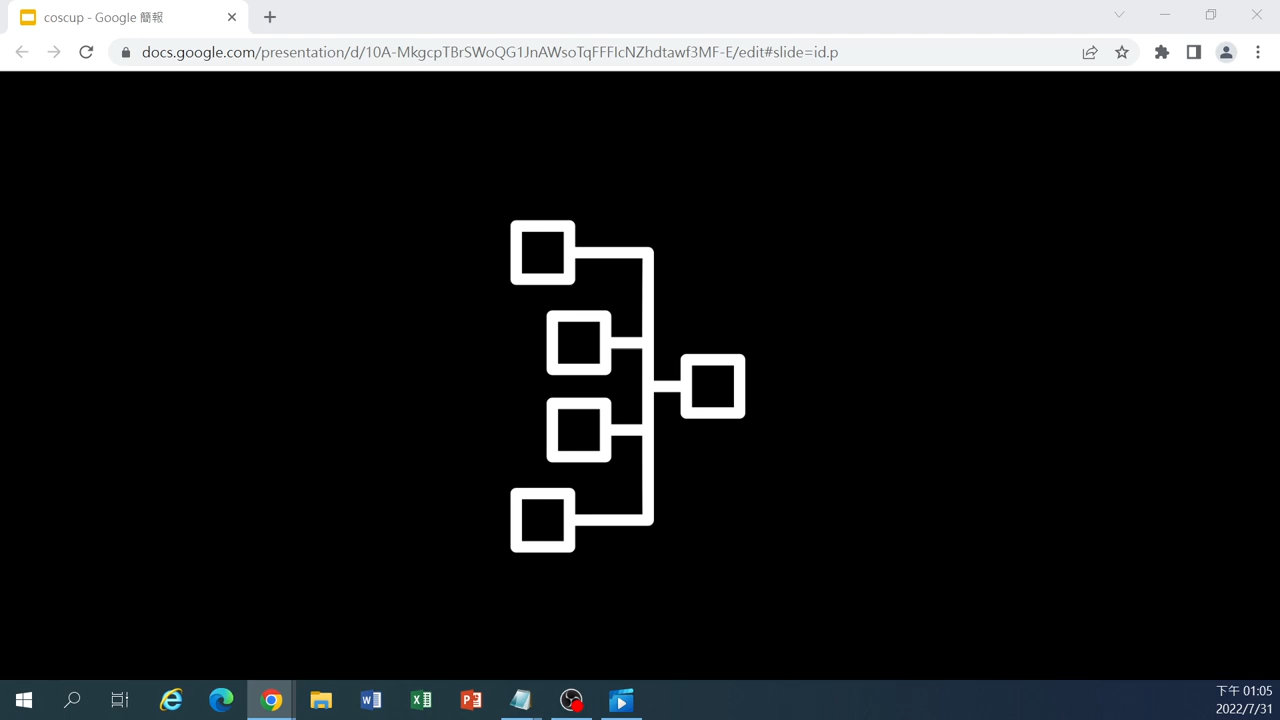 coscup - Google 簡報
docs.google.com/presentation/d/10A-MkgcpTBrSWoQG1JnAWsoTqFFFIcNZhdtawf3MF-E/edit#slide=id.p
下午 01:05
2022/7/31